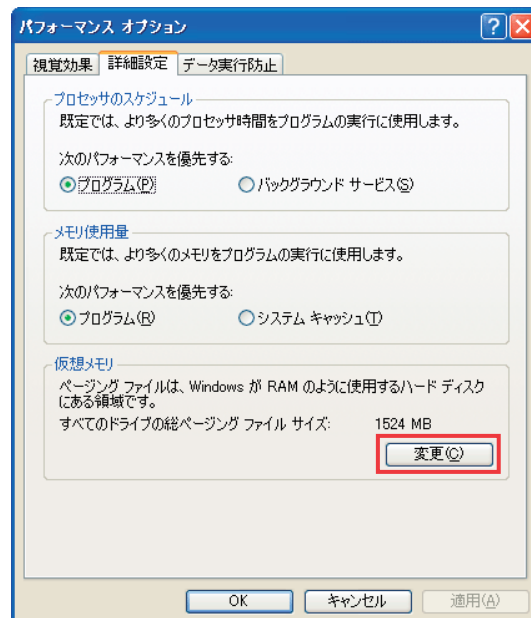 パフォーマンス オプション
視覚効果 詳細設定 データ実行防止
プロセッサのスケジュール
既定では、より多くのプロセッサ時間をプログラムの実行に使用します。
次のパフォーマンスを優先する:
プログラム(P) バックグラウンド サービス(S)
メモリ使用量
既定では、より多くのメモリをプログラムの実行に使用します。
次のパフォーマンスを優先する:
プログラム(R) システム キャッシュ(T)
仮想メモリ
ページング ファイルは、Windows が RAM のように使用するハード ディスク
にある領域です。
すべてのドライブの総ページング ファイル サイズ: 1524 MB
変更(C)
OK キャンセル 適用(A)